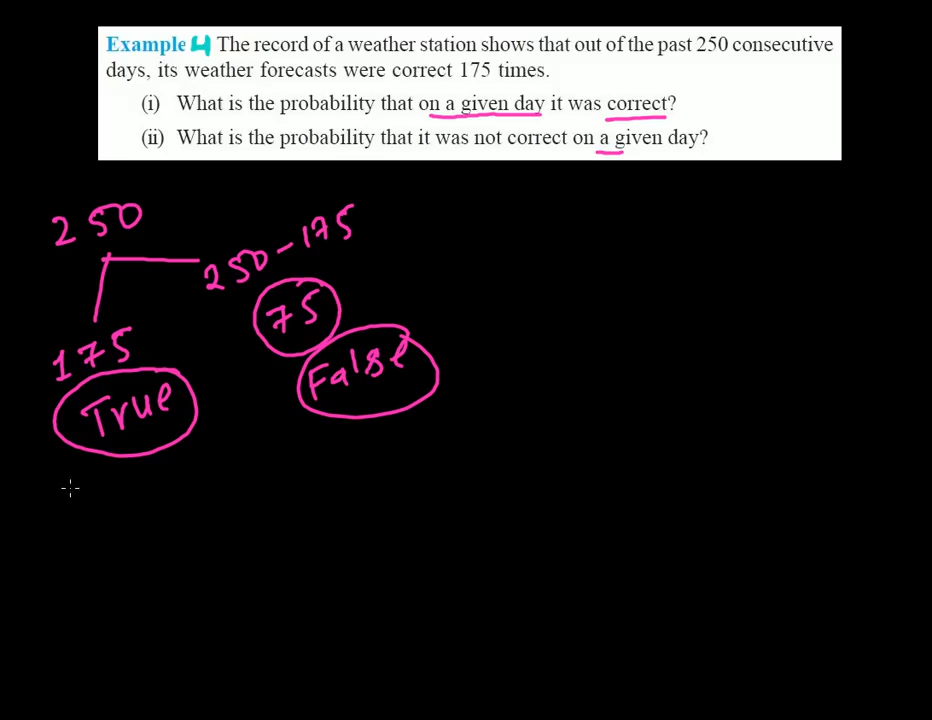 Example 4 The record of a weather station shows that out of the past 250 consecutive
days, its weather forecasts were correct 175 times.
(i) What is the probability that on a given day it was correct?
(ii) What is the probability that it was not correct on a given day?
250
250-175
75
175
False
True